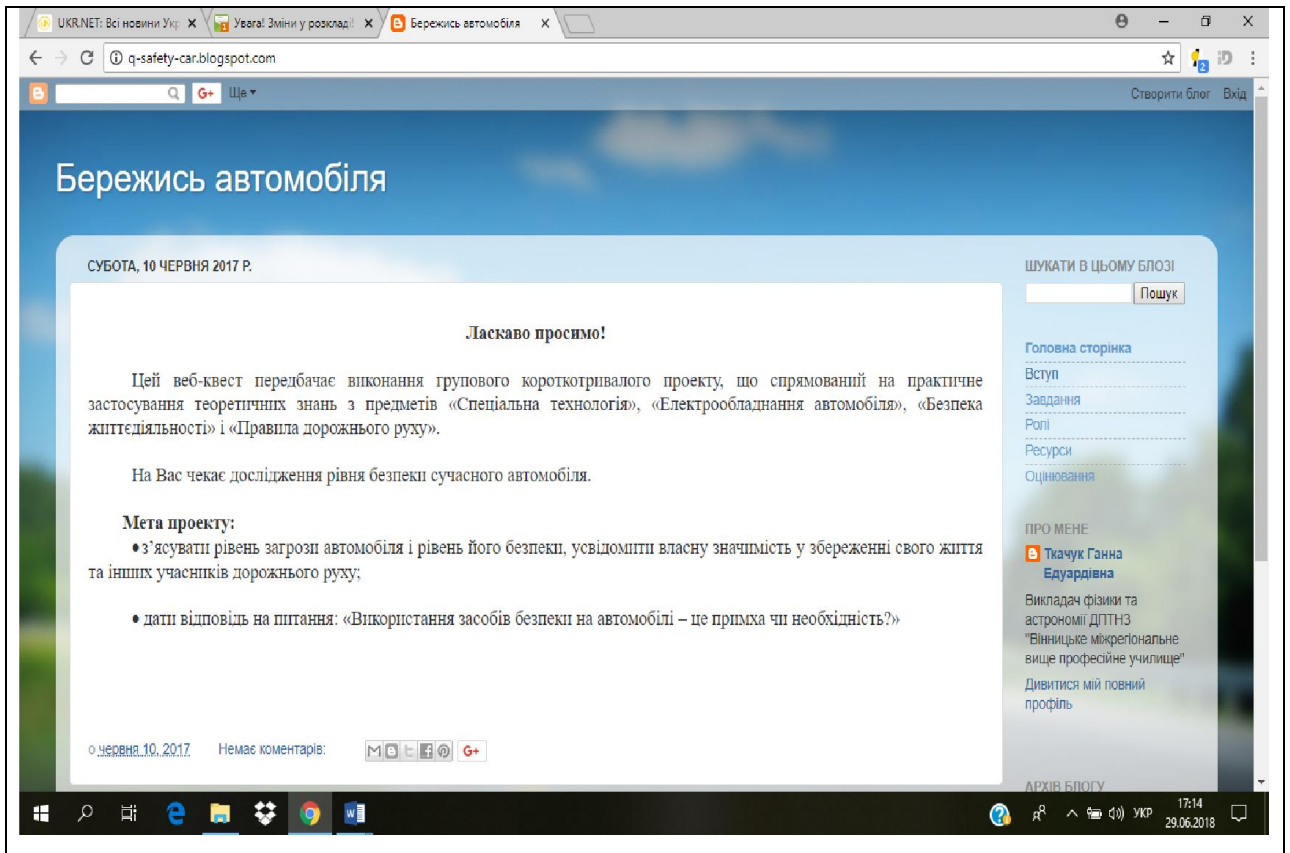 UKR.NET: Всі новини Укр
Увага! Зміни у розкладі!
Бережись автомобіля
q-safety-car.blogspot.com
2
G+ Ще
Створити блог Вхід
Бережись автомобіля
СУБОТА, 10 ЧЕРВНЯ 2017 Р.
Ласкаво просимо!
Цей веб-квест передбачає виконання групового короткотривалого проекту, що спрямований на практичне
застосування теоретичних знань з предметів «Спеціальна технологія», «Електрообладнання автомобіля», «Безпека
життєдіяльності» і «Правила дорожнього руху».
На Вас чекає дослідження рівня безпеки сучасного автомобіля.
Мета проекту:
• з’ясувати рівень загрози автомобіля і рівень його безпеки, усвідомити власну значимість у збереженні свого життя
та інших учасників дорожнього руху;
• дати відповідь на питання: «Використання засобів безпеки на автомобілі – це примха чи необхідність?»
о червня 10, 2017 Немає коментарів:
G+
ШУКАТИ В ЦЬОМУ БЛОЗІ
Пошук
Головна сторінка
Вступ
Завдання
Ролі
Ресурси
Оцінювання
ПРО МЕНЕ
Ткачук Ганна
Едуардівна
Викладач фізики та
астрономії ДПТНЗ
"Вінницьке міжрегіональне
вище професійне училище"
Дивитися мій повний
профіль
АРХІВ БЛОГУ
УКР
17:14
29.06.2018